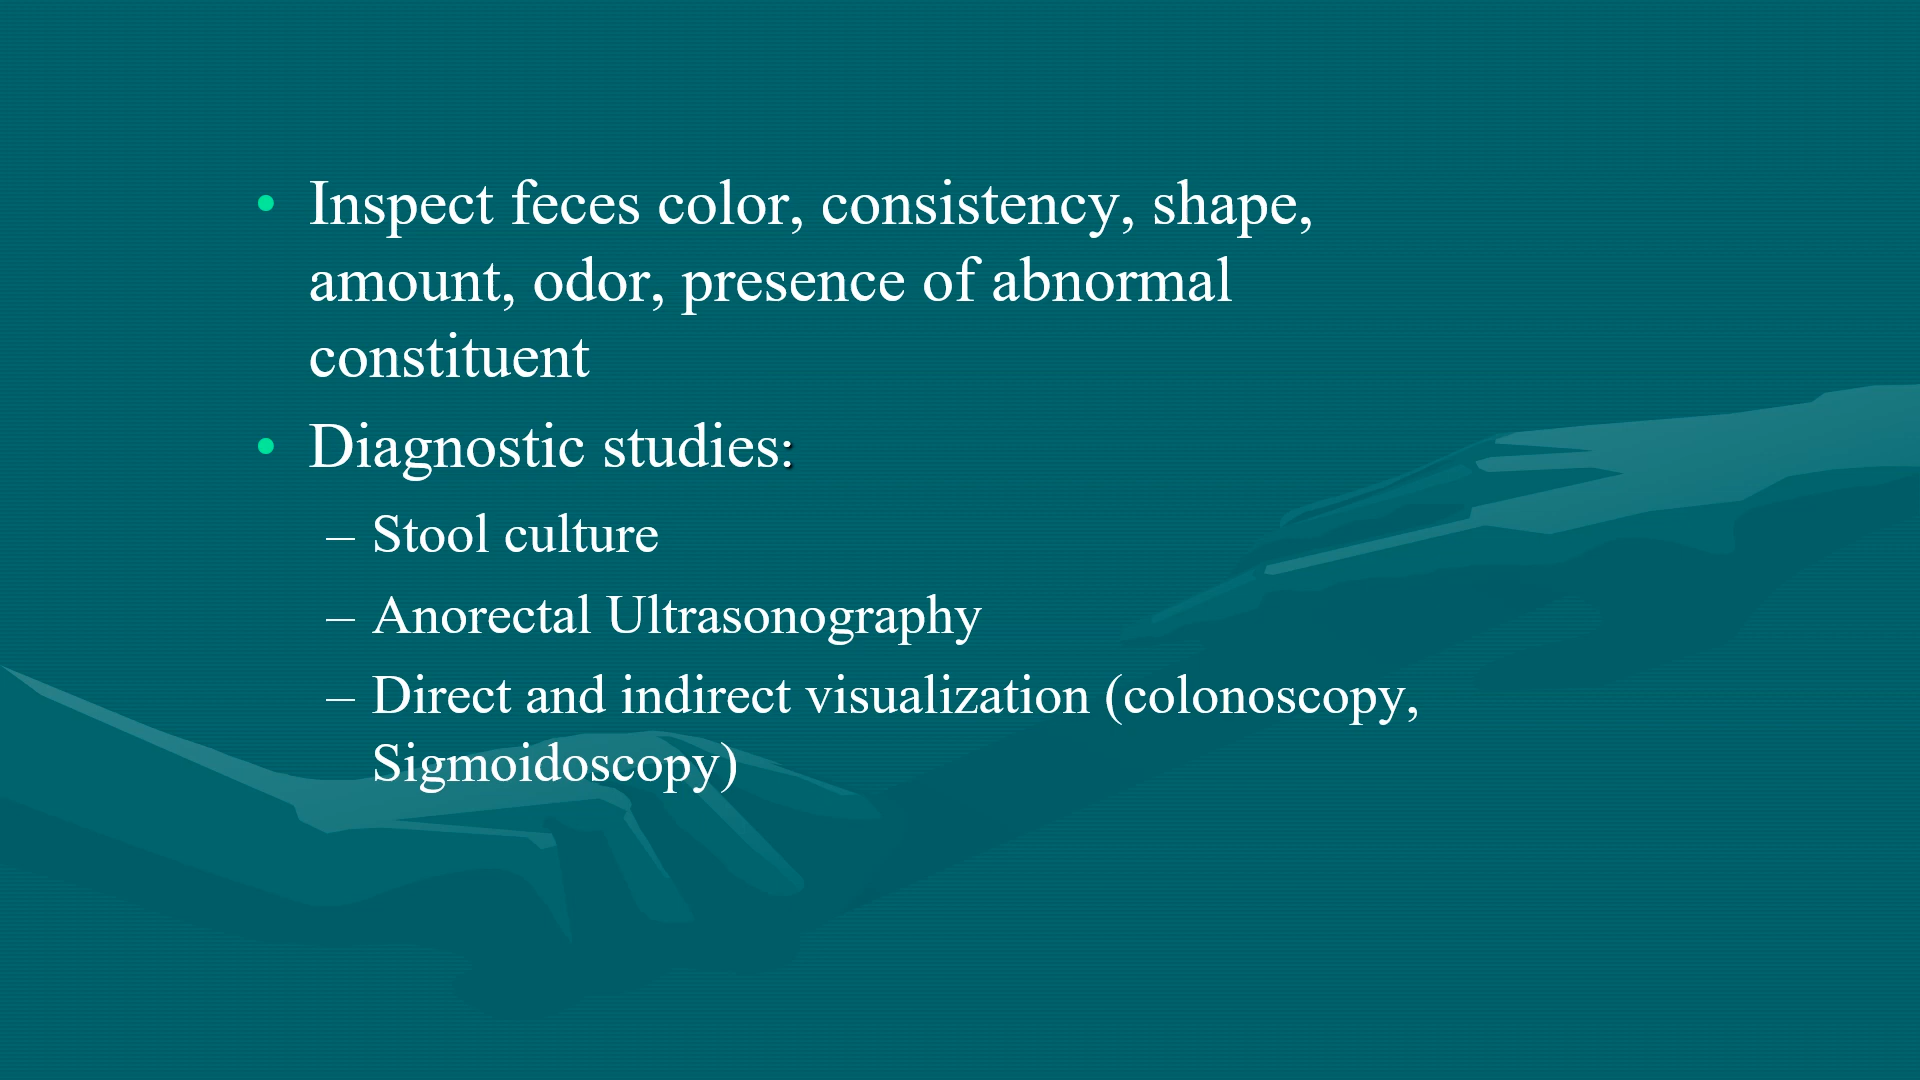 • Inspect feces color, consistency, shape,
amount, odor, presence of abnormal
constituent
• Diagnostic studies:
– Stool culture
– Anorectal Ultrasonography
– Direct and indirect visualization (colonoscopy,
Sigmoidoscopy)